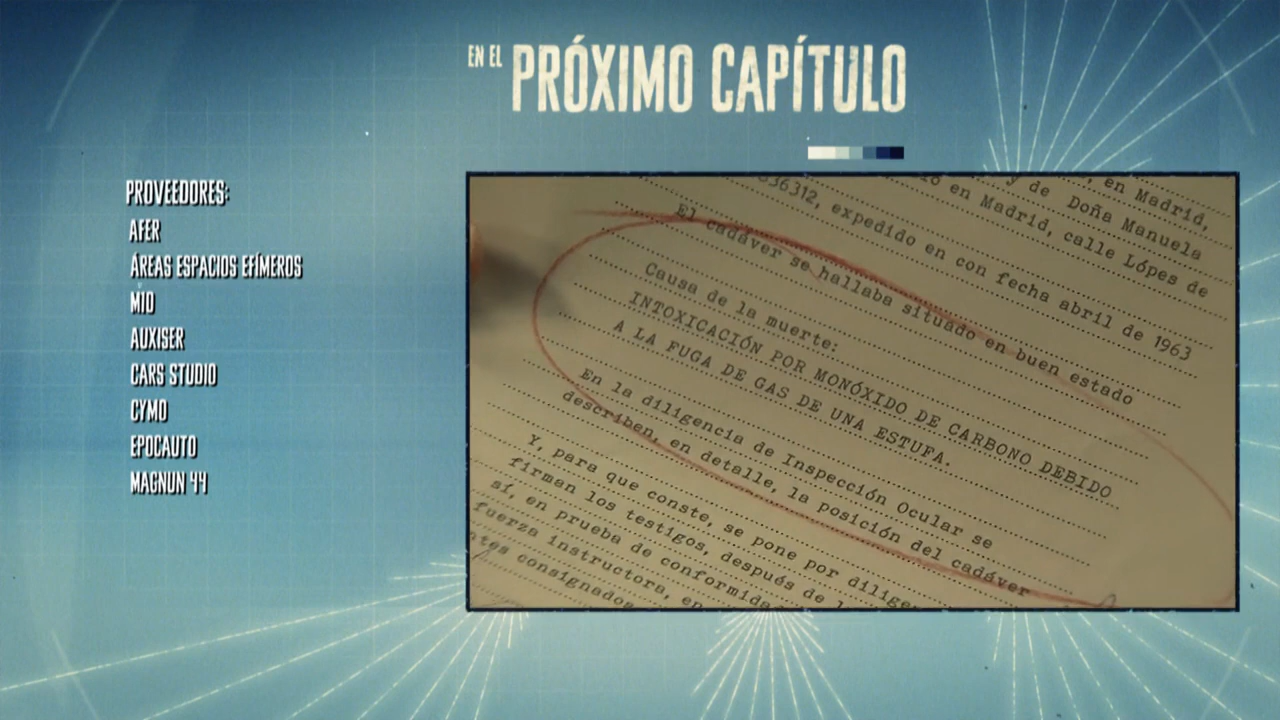 EN EL PRÓXIMO CAPÍTULO
PROVEEDORES:
AFER
ÁREAS ESPACIOS EFÍMEROS
M10
AUXISER
CARS STUDIO
CYMO
EPOCAUTO
MAGNUN 44
, en Madrid,
y de Doña Manuela
en Madrid, calle Lópes de
36312, expedido en con fecha abril de 1963
El cadáver se hallaba situado en buen estado
Causa de la muerte:
INTOXICACIÓN POR MONÓXIDO DE CARBONO DEBIDO
A LA FUGA DE GAS DE UNA ESTUFA.
En la diligencia de Inspección Ocular se
describen, en detalle, la posición del cadáver
Y, para que conste, se pone por diligen
firman los testigos, después de l
sí, en prueba de conformida
fuerza instructora, en
ntes consignados